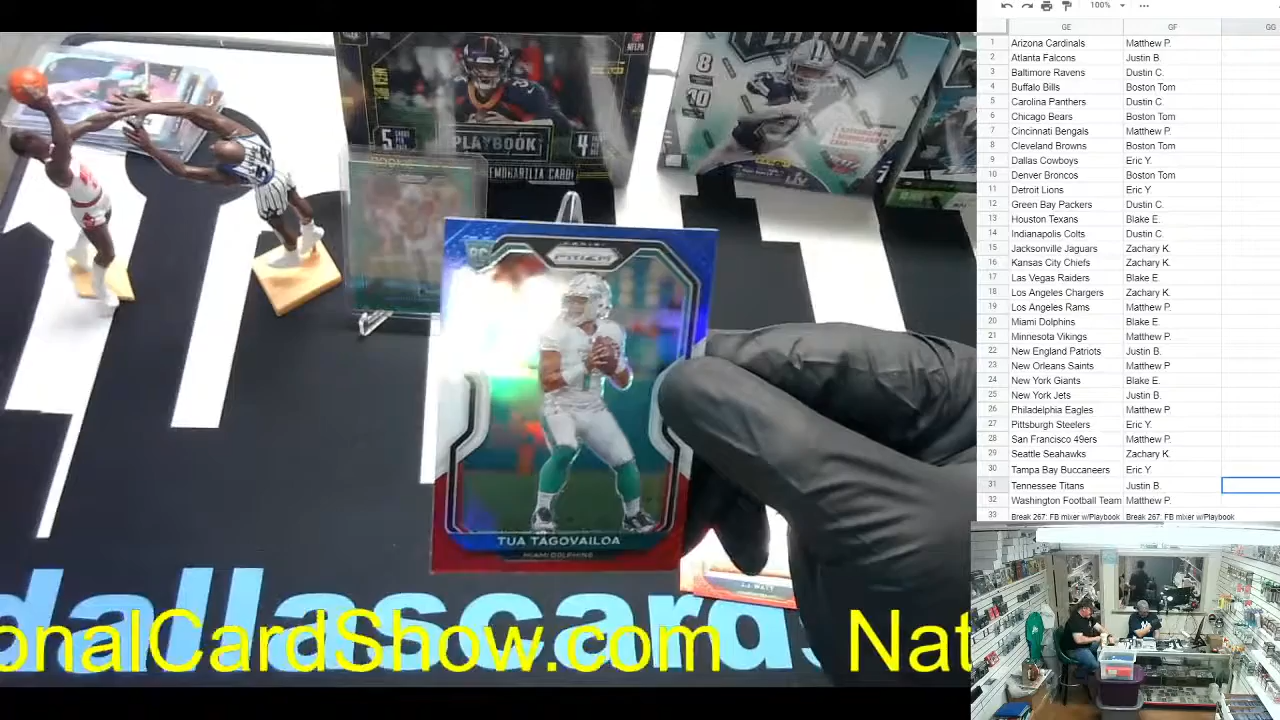 100%
GE GF GG
1 Arizona Cardinals Matthew P.
2 Atlanta Falcons Justin B.
3 Baltimore Ravens Dustin C.
4 Buffalo Bills Boston Tom
5 Carolina Panthers Dustin C.
6 Chicago Bears Boston Tom
7 Cincinnati Bengals Matthew P.
8 Cleveland Browns Boston Tom
9 Dallas Cowboys Eric Y.
10 Denver Broncos Boston Tom
11 Detroit Lions Eric Y.
12 Green Bay Packers Dustin C.
13 Houston Texans Blake E.
14 Indianapolis Colts Dustin C.
15 Jacksonville Jaguars Zachary K.
16 Kansas City Chiefs Zachary K.
17 Las Vegas Raiders Blake E.
18 Los Angeles Chargers Zachary K.
19 Los Angeles Rams Matthew P.
20 Miami Dolphins Blake E.
21 Minnesota Vikings Matthew P.
22 New England Patriots Justin B.
23 New Orleans Saints Matthew P
24 New York Giants Blake E.
25 New York Jets Justin B.
26 Philadelphia Eagles Matthew P
27 Pittsburgh Steelers Eric Y.
28 San Francisco 49ers Matthew P.
29 Seattle Seahawks Zachary K.
30 Tampa Bay Buccaneers Eric Y.
31 Tennessee Titans Justin B.
32 Washington Football Team Matthew P.
33 Break 267: FB mixer w/Playbook Break 267: FB mixer w/Playbook
PLAYOFF
8
10
5
PLAYBOOK
4
MEMORABILIA CARD
LIV
RC
PRIZM
TUA TAGOVAILOA
MIAMI DOLPHINS
J.J. WATT
dallascards
onalCardShow.com Nat